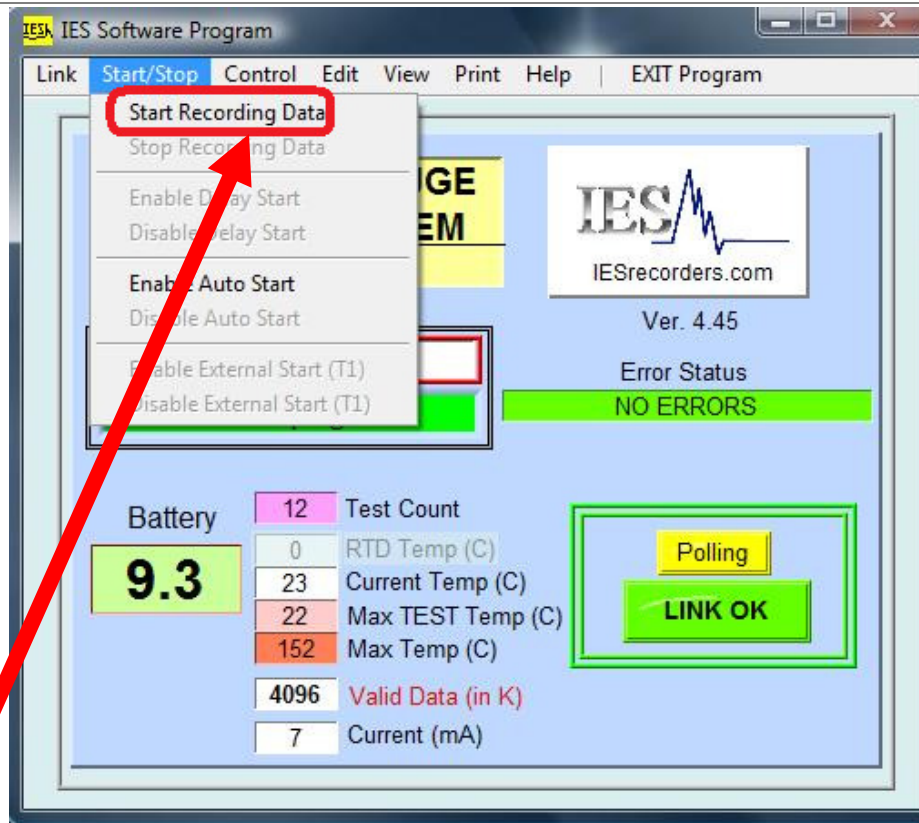 IESA IES Software Program
Link Start/Stop Control Edit View Print Help | EXIT Program
Start Recording Data
Stop Recording Data
Enable Delay Start
Disable Delay Start
Enable Auto Start
Disable Auto Start
Enable External Start (T1)
Disable External Start (T1)
IES
IESrecorders.com
Ver. 4.45
Error Status
NO ERRORS
Battery
9.3
12 Test Count
0 RTD Temp (C)
23 Current Temp (C)
22 Max TEST Temp (C)
152 Max Temp (C)
4096 Valid Data (in K)
7 Current (mA)
Polling
LINK OK